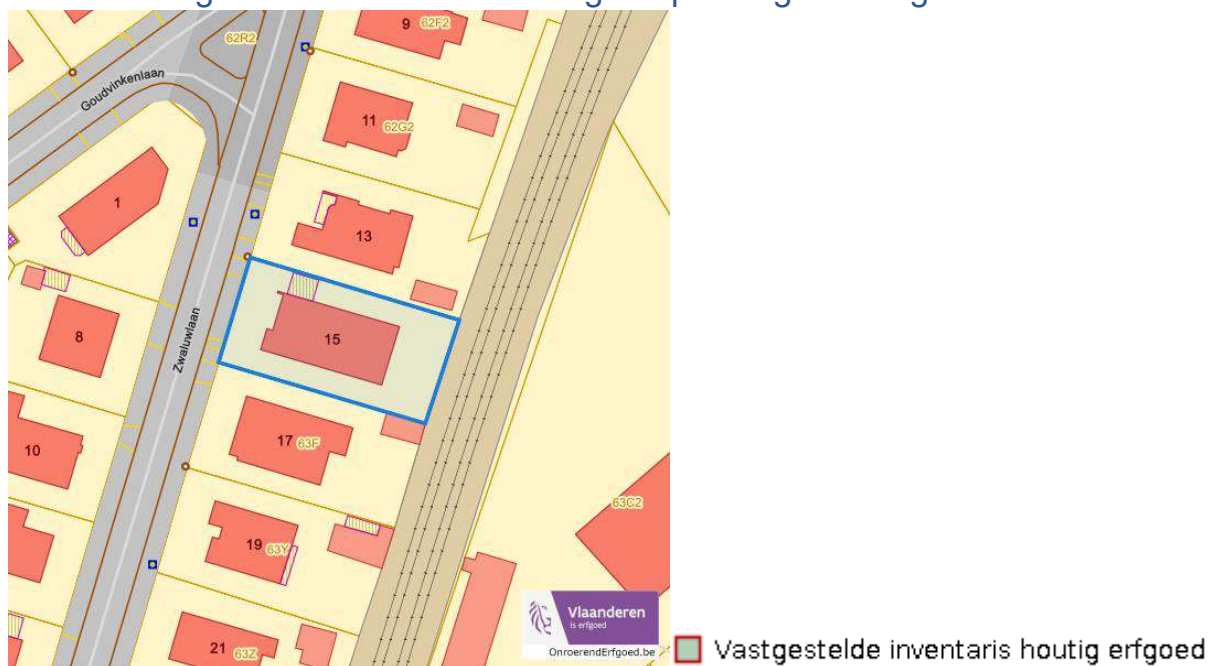 9 62F2
62R2
Goudvinkenlaan
11 62G2
1
13
15
Zwaluwlaan
8
17 63F
10
63C2
19 63Y
21 63Z
Vlaanderen
is erfgoed
OnroerendErfgoed.be
Vastgestelde inventaris houtig erfgoed